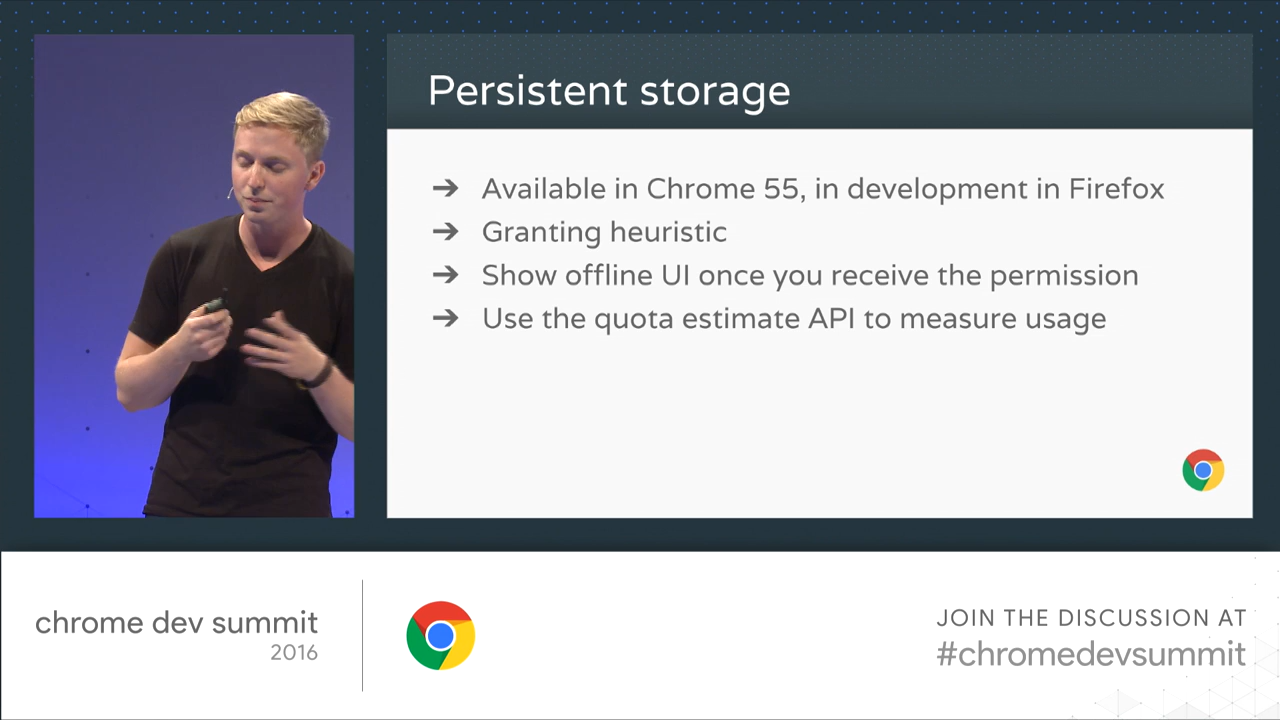 Persistent storage
➔ Available in Chrome 55, in development in Firefox
➔ Granting heuristic
➔ Show offline UI once you receive the permission
➔ Use the quota estimate API to measure usage
chrome dev summit
2016
JOIN THE DISCUSSION AT
#chromedevsummit